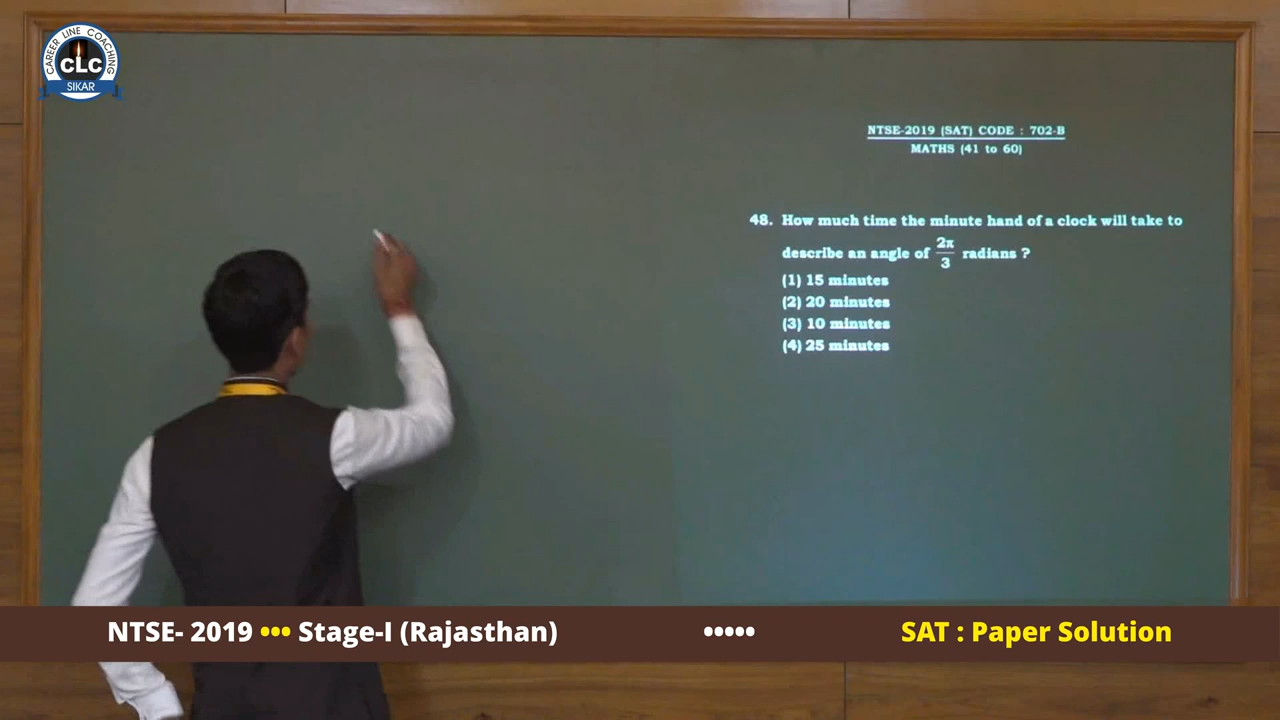 CAREER LINE COACHING
CLC
SIKAR
NTSE-2019 (SAT) CODE : 702-B
MATHS (41 to 60)
48. How much time the minute hand of a clock will take to
describe an angle of 2π/3 radians ?
(1) 15 minutes
(2) 20 minutes
(3) 10 minutes
(4) 25 minutes
NTSE- 2019 ••• Stage-I (Rajasthan) ••••• SAT : Paper Solution